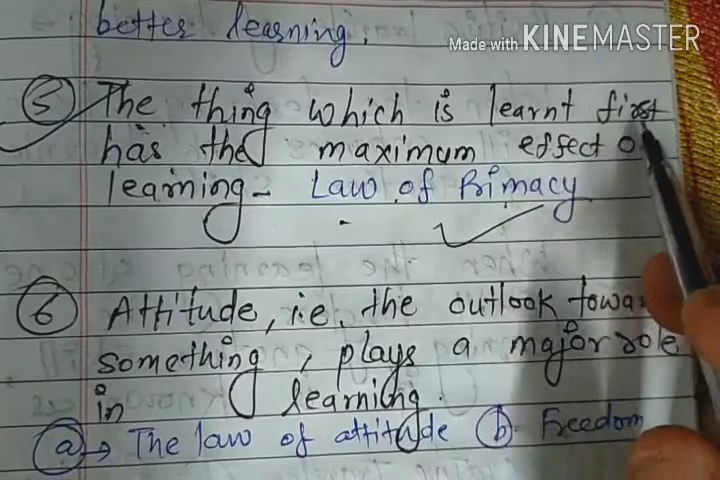 better learning.
Made with KINEMASTER
5 The thing which is learnt first
has the maximum effect
learning - Law of Primacy
6 Attitude, i.e. the outlook
something, plays a major role
in learning.
a → The law of attitude b Freedom